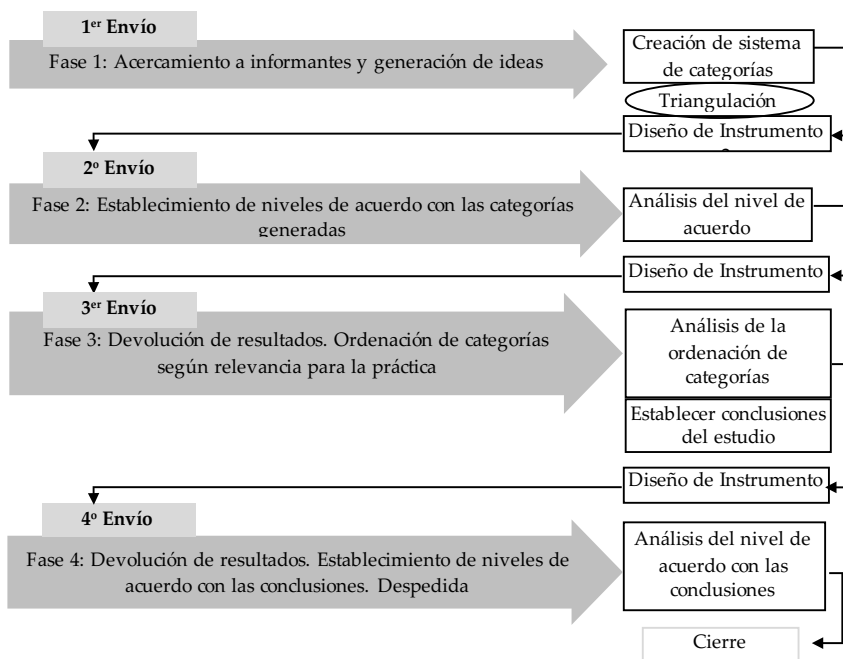 1er Envío
Fase 1: Acercamiento a informantes y generación de ideas
Creación de sistema
de categorías
Triangulación
Diseño de Instrumento
2º Envío
Fase 2: Establecimiento de niveles de acuerdo con las categorías
generadas
Análisis del nivel de
acuerdo
Diseño de Instrumento
3er Envío
Fase 3: Devolución de resultados. Ordenación de categorías
según relevancia para la práctica
Análisis de la
ordenación de
categorías
Establecer conclusiones
del estudio
Diseño de Instrumento
4º Envío
Fase 4: Devolución de resultados. Establecimiento de niveles de
acuerdo con las conclusiones. Despedida
Análisis del nivel de
acuerdo con las
conclusiones
Cierre